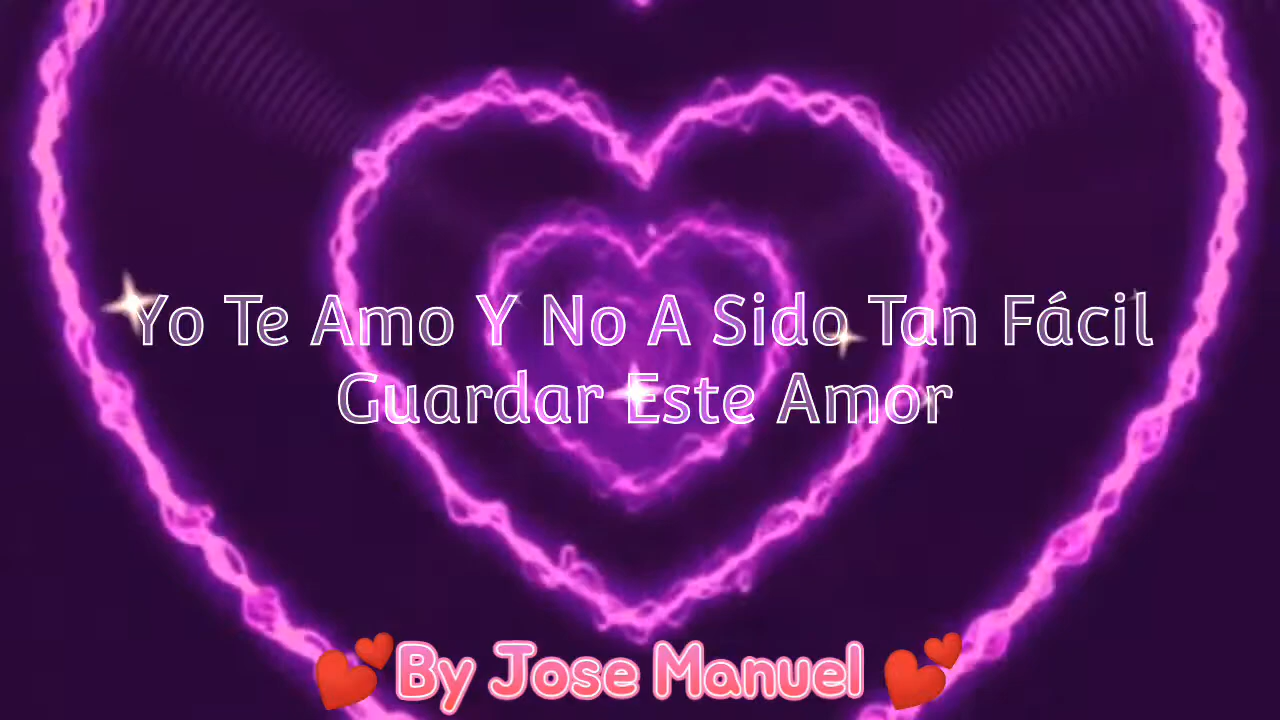 Yo Te Amo Y No A Sido Tan Fácil
Guardar Este Amor
💕By Jose Manuel 💕